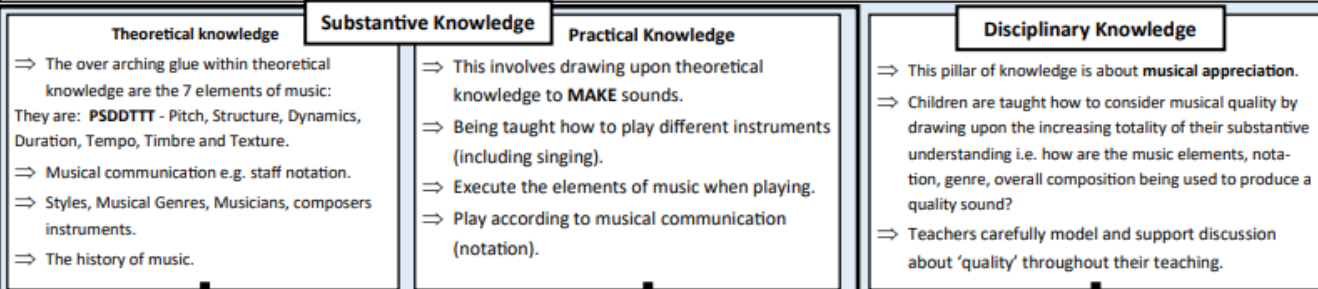 Substantive Knowledge
Theoretical knowledge
⇒ The over arching glue within theoretical
knowledge are the 7 elements of music:
They are: PSDDTTT - Pitch, Structure, Dynamics,
Duration, Tempo, Timbre and Texture.
⇒ Musical communication e.g. staff notation.
⇒ Styles, Musical Genres, Musicians, composers
instruments.
⇒ The history of music.
Practical Knowledge
⇒ This involves drawing upon theoretical
knowledge to MAKE sounds.
⇒ Being taught how to play different instruments
(including singing).
⇒ Execute the elements of music when playing.
⇒ Play according to musical communication
(notation).
Disciplinary Knowledge
⇒ This pillar of knowledge is about musical appreciation.
⇒ Children are taught how to consider musical quality by
drawing upon the increasing totality of their substantive
understanding i.e. how are the music elements, nota-
tion, genre, overall composition being used to produce a
quality sound?
⇒ Teachers carefully model and support discussion
about ‘quality’ throughout their teaching.